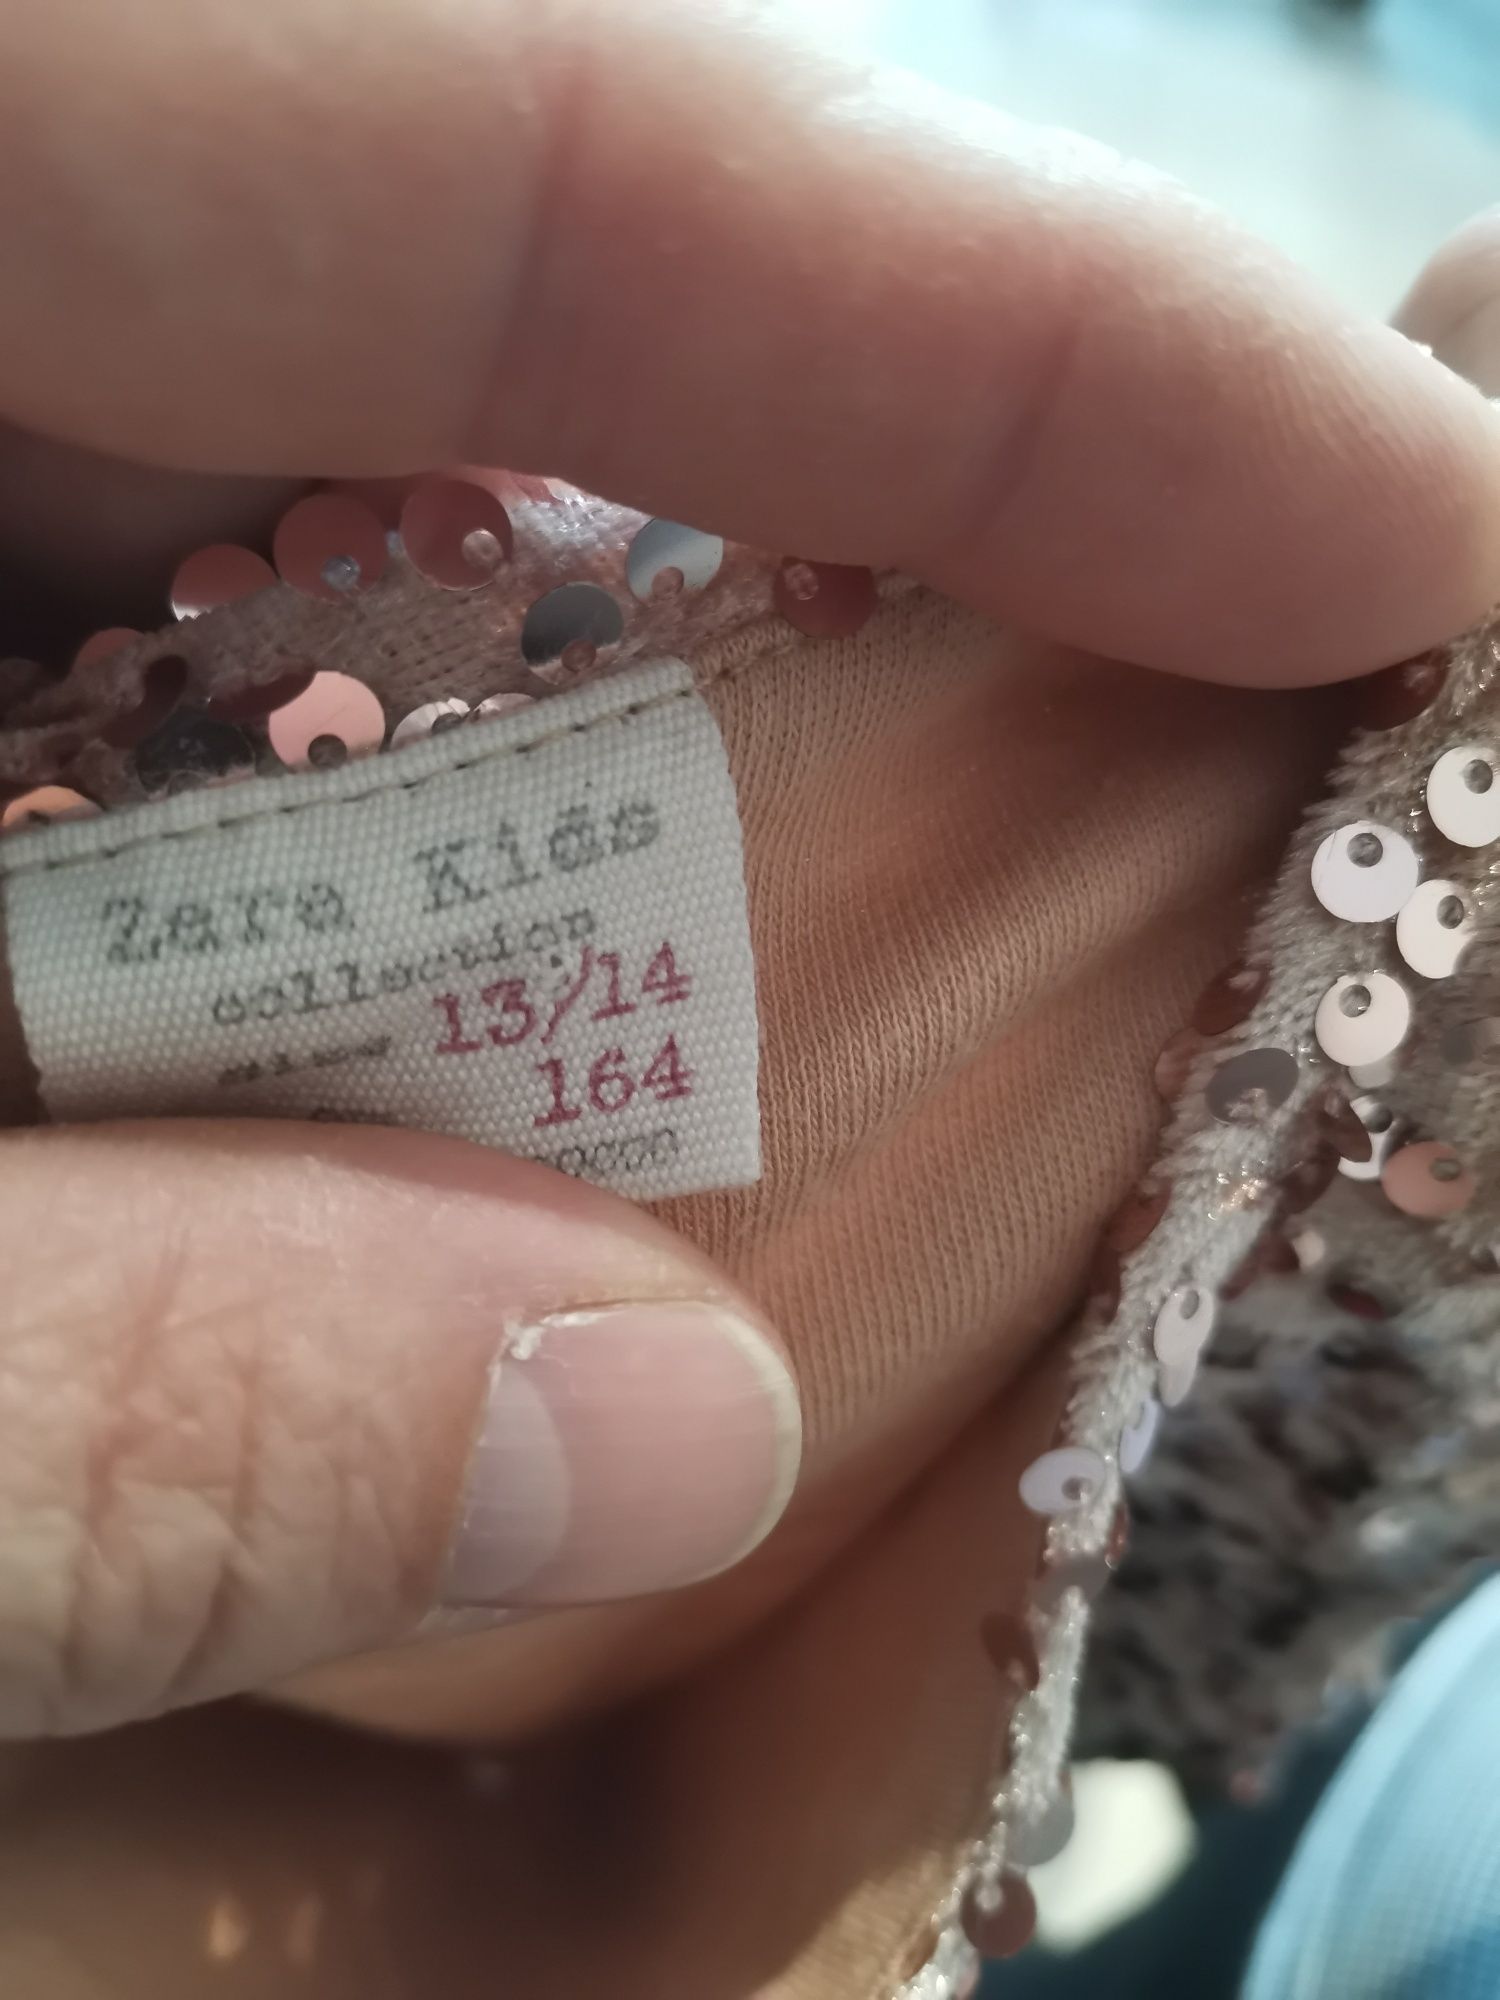 Zara Kids
collection
13/14
164